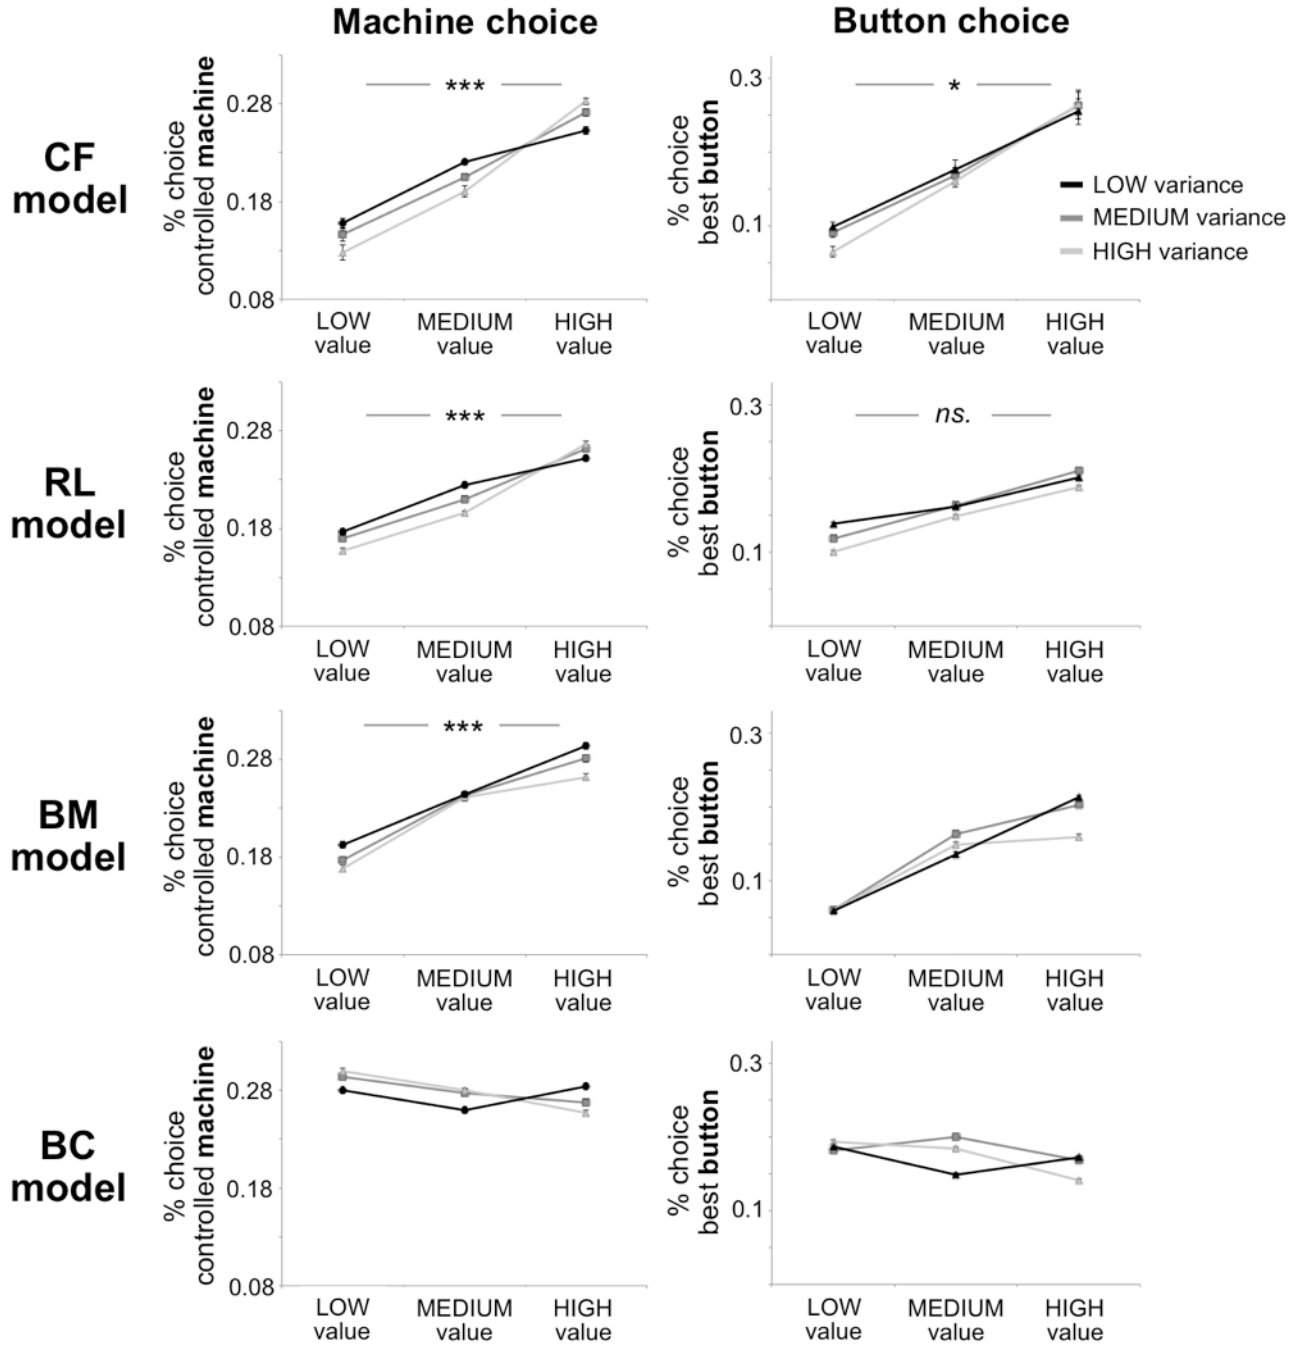 Machine choice
Button choice
CF
model
% choice
controlled machine
0.28
0.18
0.08
***
LOW
value
MEDIUM
value
HIGH
value
% choice
best button
0.3
0.1
*
LOW variance
MEDIUM variance
HIGH variance
LOW
value
MEDIUM
value
HIGH
value
RL
model
% choice
controlled machine
0.28
0.18
0.08
***
LOW
value
MEDIUM
value
HIGH
value
% choice
best button
0.3
0.1
ns.
LOW
value
MEDIUM
value
HIGH
value
BM
model
% choice
controlled machine
0.28
0.18
0.08
***
LOW
value
MEDIUM
value
HIGH
value
% choice
best button
0.3
0.1
LOW
value
MEDIUM
value
HIGH
value
BC
model
% choice
controlled machine
0.28
0.18
0.08
LOW
value
MEDIUM
value
HIGH
value
% choice
best button
0.3
0.1
LOW
value
MEDIUM
value
HIGH
value